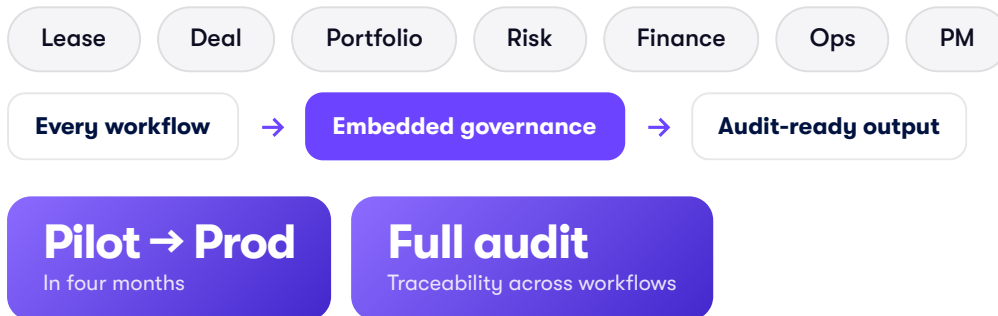 Lease Deal Portfolio Risk Finance Ops PM
Every workflow → Embedded governance → Audit-ready output
Pilot → Prod Full audit
In four months Traceability across workflows